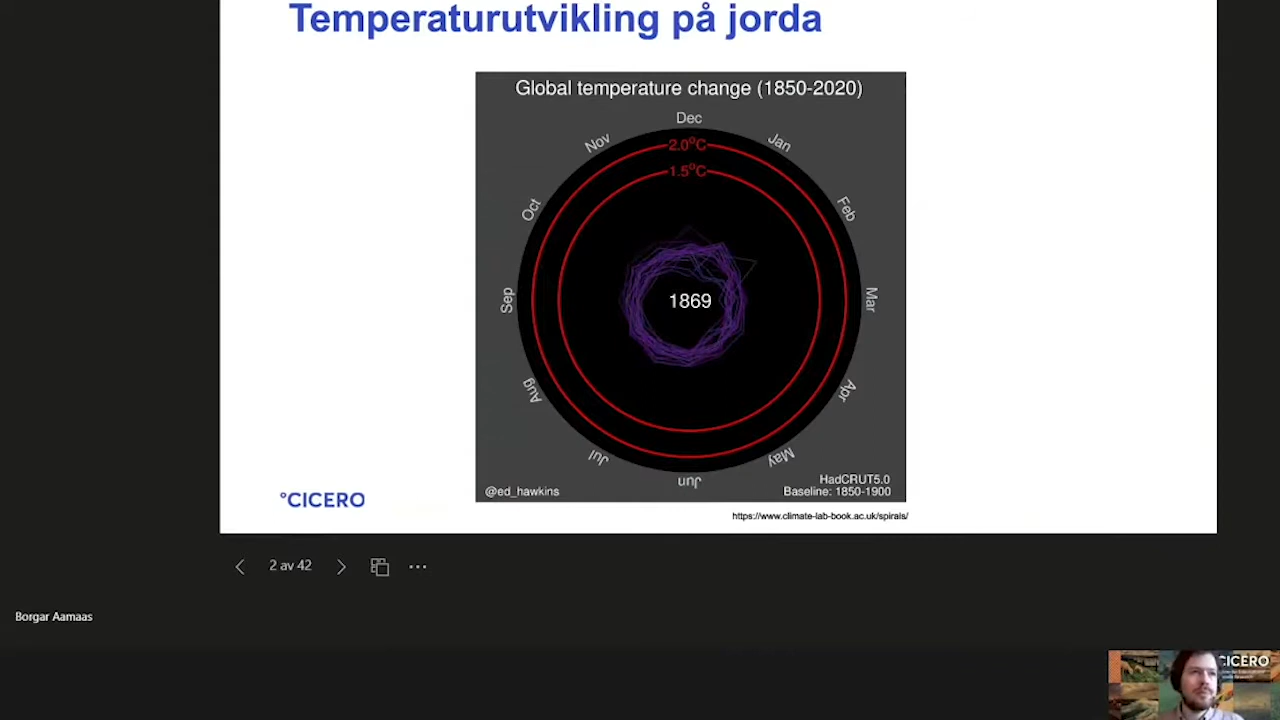 Temperaturutvikling på jorda
Global temperature change (1850-2020)
Dec
Nov
Jan
2.0°C
1.5°C
Oct
Feb
Sep
1869
Mar
Aug
Apr
Jul
May
Jun
HadCRUT5.0
@ed_hawkins
Baseline: 1850-1900
°CICERO
https://www.climate-lab-book.ac.uk/spirals/
2 av 42
Borgar Aamaas
CICERO